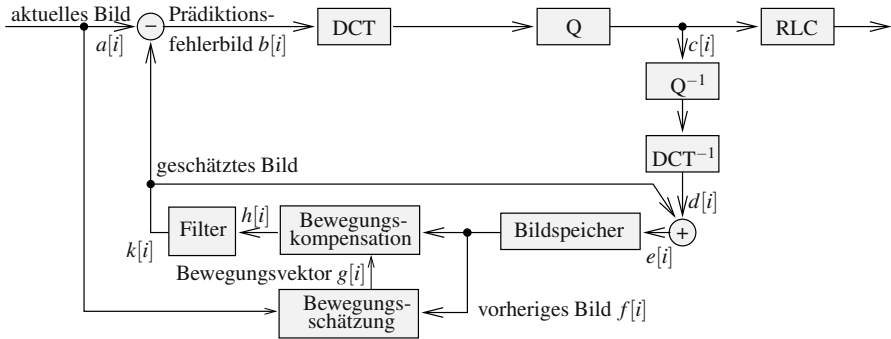 aktuelles Bild
a[i]
−
Prädiktions-
fehlerbild b[i]
DCT
Q
c[i]
RLC
Q⁻¹
DCT⁻¹
geschätztes Bild
d[i]
k[i]
Filter
h[i]
Bewegungs-
kompensation
Bildspeicher
e[i]
+
Bewegungsvektor g[i]
Bewegungs-
schätzung
vorheriges Bild f[i]